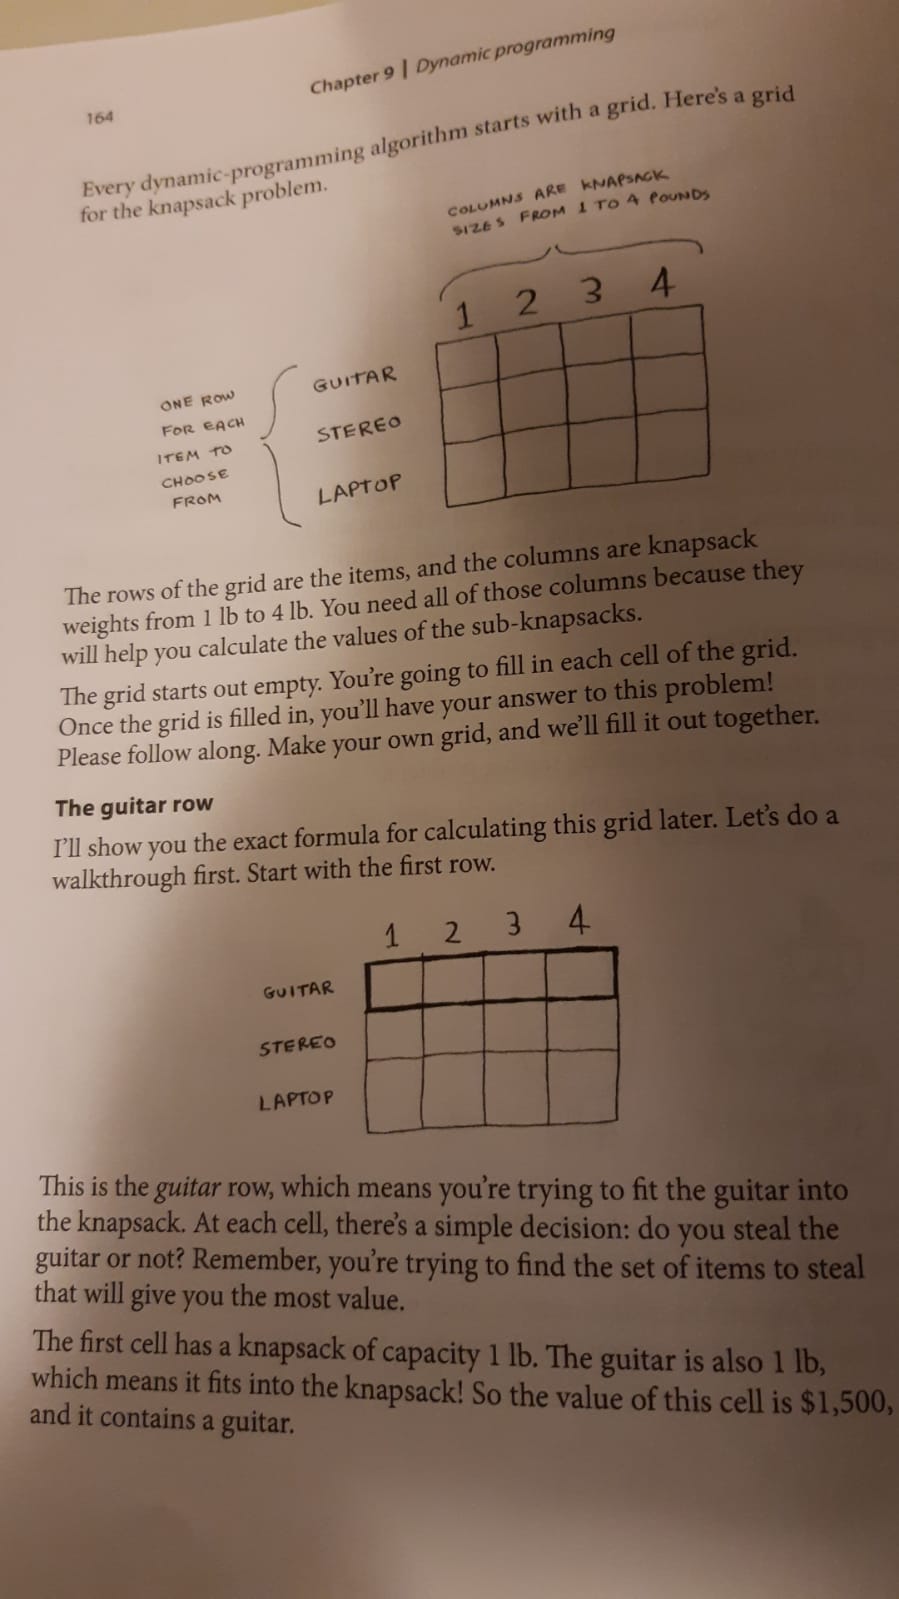 164
Chapter 9 | Dynamic programming
Every dynamic-programming algorithm starts with a grid. Here's a grid
for the knapsack problem.
COLUMNS ARE KNAPSACK
SIZES FROM 1 TO 4 POUNDS
1 2 3 4
ONE ROW
FOR EACH
ITEM TO
CHOOSE
FROM
GUITAR
STEREO
LAPTOP
The rows of the grid are the items, and the columns are knapsack
weights from 1 lb to 4 lb. You need all of those columns because they
will help you calculate the values of the sub-knapsacks.
The grid starts out empty. You're going to fill in each cell of the grid.
Once the grid is filled in, you'll have your answer to this problem!
Please follow along. Make your own grid, and we'll fill it out together.
The guitar row
I'll show you the exact formula for calculating this grid later. Let's do a
walkthrough first. Start with the first row.
1 2 3 4
GUITAR
STEREO
LAPTOP
This is the guitar row, which means you're trying to fit the guitar into
the knapsack. At each cell, there's a simple decision: do you steal the
guitar or not? Remember, you're trying to find the set of items to steal
that will give you the most value.
The first cell has a knapsack of capacity 1 lb. The guitar is also 1 lb,
which means it fits into the knapsack! So the value of this cell is $1,500,
and it contains a guitar.